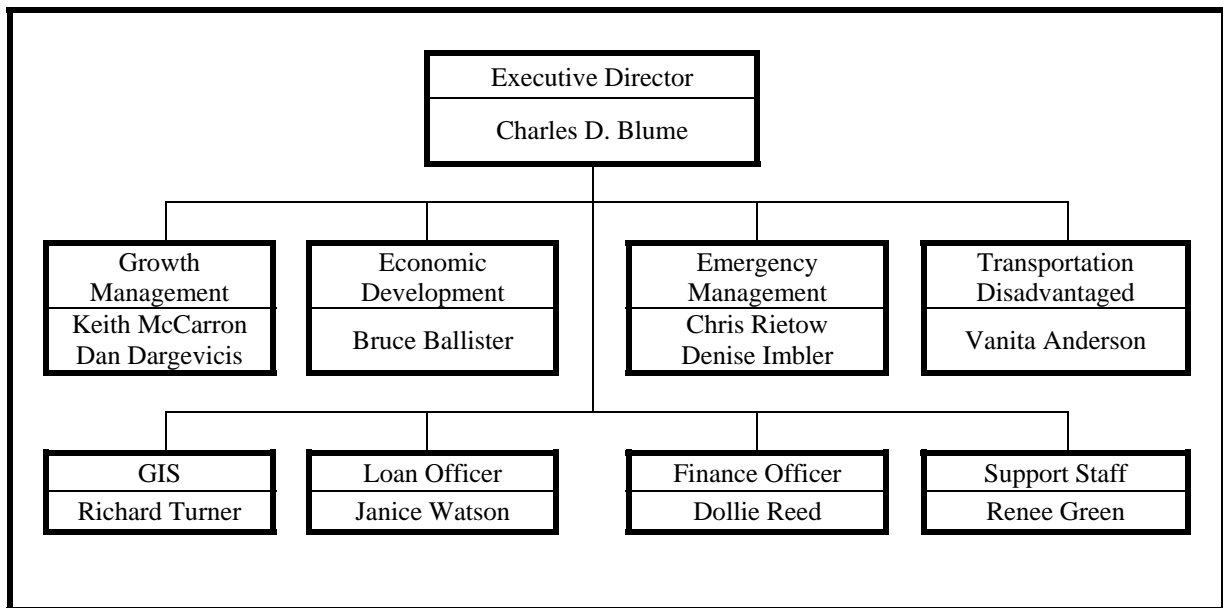 Executive Director
Charles D. Blume
Growth
Management
Keith McCarron
Dan Dargevicis
Economic
Development
Bruce Ballister
Emergency
Management
Chris Rietow
Denise Imbler
Transportation
Disadvantaged
Vanita Anderson
GIS
Richard Turner
Loan Officer
Janice Watson
Finance Officer
Dollie Reed
Support Staff
Renee Green